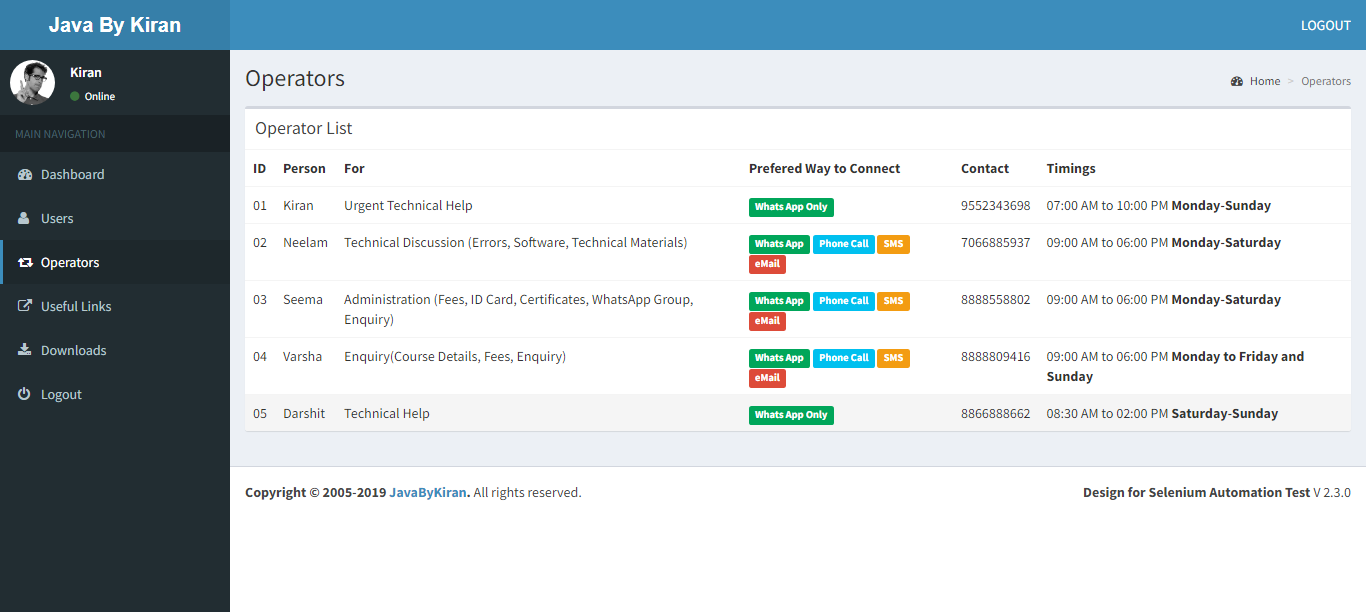 Java By Kiran
LOGOUT
Kiran
Online
MAIN NAVIGATION
Dashboard
Users
Operators
Useful Links
Downloads
Logout
Operators
Home > Operators
Operator List
ID Person For Prefered Way to Connect Contact Timings
01 Kiran Urgent Technical Help Whats App Only 9552343698 07:00 AM to 10:00 PM Monday-Sunday
02 Neelam Technical Discussion (Errors, Software, Technical Materials) Whats App Phone Call SMS 7066885937 09:00 AM to 06:00 PM Monday-Saturday
eMail
03 Seema Administration (Fees, ID Card, Certificates, WhatsApp Group, Whats App Phone Call SMS 8888558802 09:00 AM to 06:00 PM Monday-Saturday
Enquiry) eMail
04 Varsha Enquiry(Course Details, Fees, Enquiry) Whats App Phone Call SMS 8888809416 09:00 AM to 06:00 PM Monday to Friday and
eMail Sunday
05 Darshit Technical Help Whats App Only 8866888662 08:30 AM to 02:00 PM Saturday-Sunday
Copyright © 2005-2019 JavaByKiran. All rights reserved.
Design for Selenium Automation Test V 2.3.0